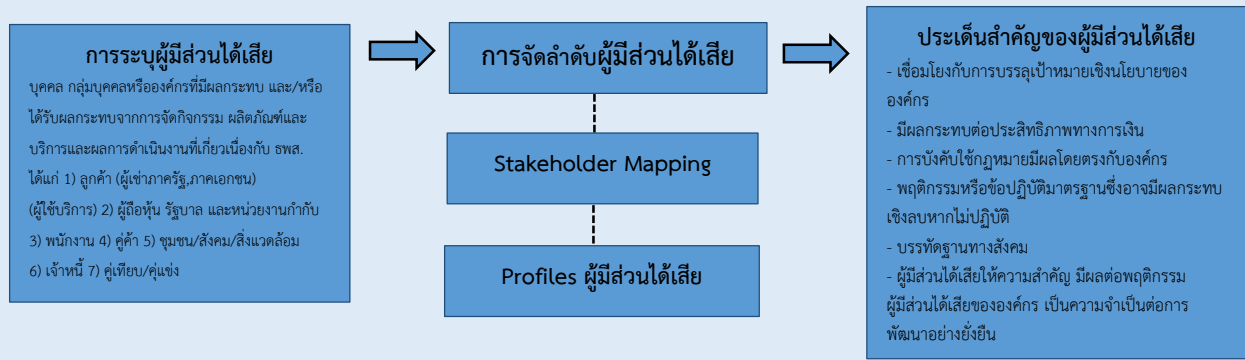 การระบุผู้มีส่วนได้เสีย
บุคคล กลุ่มบุคคลหรือองค์กรที่มีผลกระทบ และ/หรือ
ได้รับผลกระทบจากการจัดกิจกรรม ผลิตภัณฑ์และ
บริการและผลการดำเนินงานที่เกี่ยวเนื่องกับ ธพส.
ได้แก่ 1) ลูกค้า (ผู้เช่าภาครัฐ,ภาคเอกชน)
(ผู้ใช้บริการ) 2) ผู้ถือหุ้น รัฐบาล และหน่วยงานกำกับ
3) พนักงาน 4) คู่ค้า 5) ชุมชน/สังคม/สิ่งแวดล้อม
6) เจ้าหนี้ 7) คู่เทียบ/คู่แข่ง
การจัดลำดับผู้มีส่วนได้เสีย
Stakeholder Mapping
Profiles ผู้มีส่วนได้เสีย
ประเด็นสำคัญของผู้มีส่วนได้เสีย
- เชื่อมโยงกับการบรรลุเป้าหมายเชิงนโยบายของ
องค์กร
- มีผลกระทบต่อประสิทธิภาพทางการเงิน
- การบังคับใช้กฎหมายมีผลโดยตรงกับองค์กร
- พฤติกรรมหรือข้อปฏิบัติมาตรฐานซึ่งอาจมีผลกระทบ
เชิงลบหากไม่ปฏิบัติ
- บรรทัดฐานทางสังคม
- ผู้มีส่วนได้เสียให้ความสำคัญ มีผลต่อพฤติกรรม
ผู้มีส่วนได้เสียขององค์กร เป็นความจำเป็นต่อการ
พัฒนาอย่างยั่งยืน